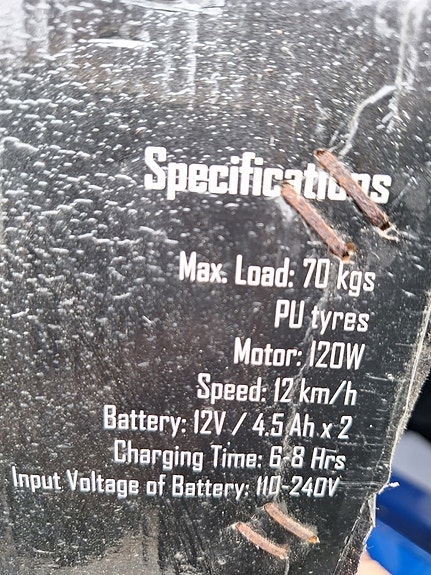 Specifications
Max. Load: 70 kgs
PU tyres
Motor: 120W
Speed: 12 km/h
Battery: 12V / 4.5 Ah x 2
Charging Time: 6-8 Hrs
Input Voltage of Battery: 110-240V